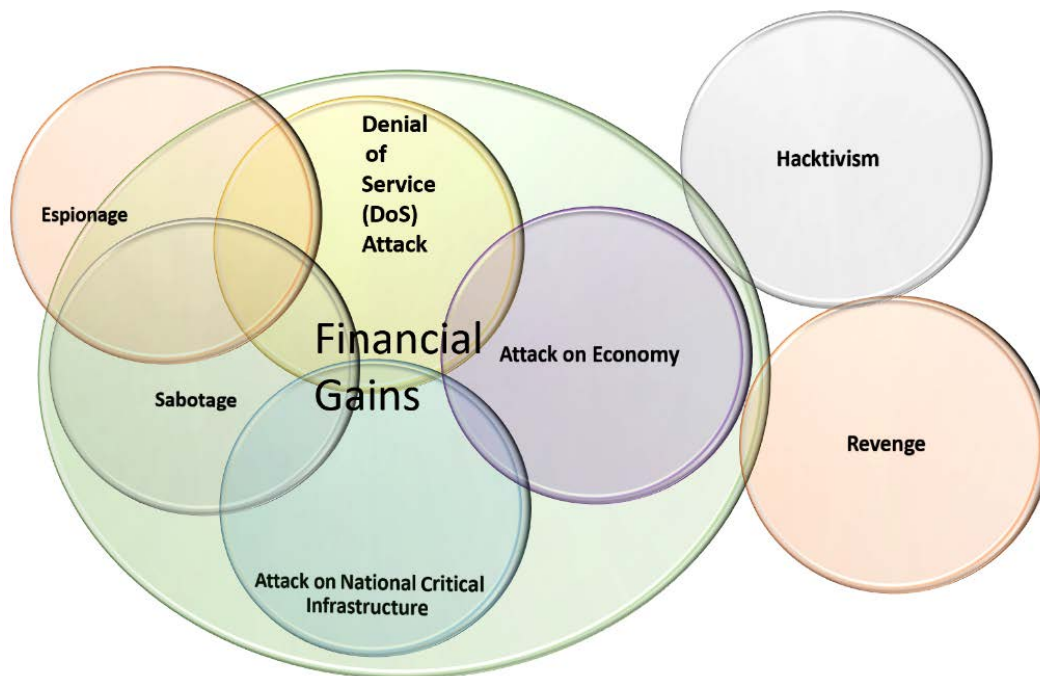 Denial
of
Service
(DoS)
Attack
Hacktivism
Espionage
Financial
Gains
Attack on Economy
Sabotage
Revenge
Attack on National Critical
Infrastructure